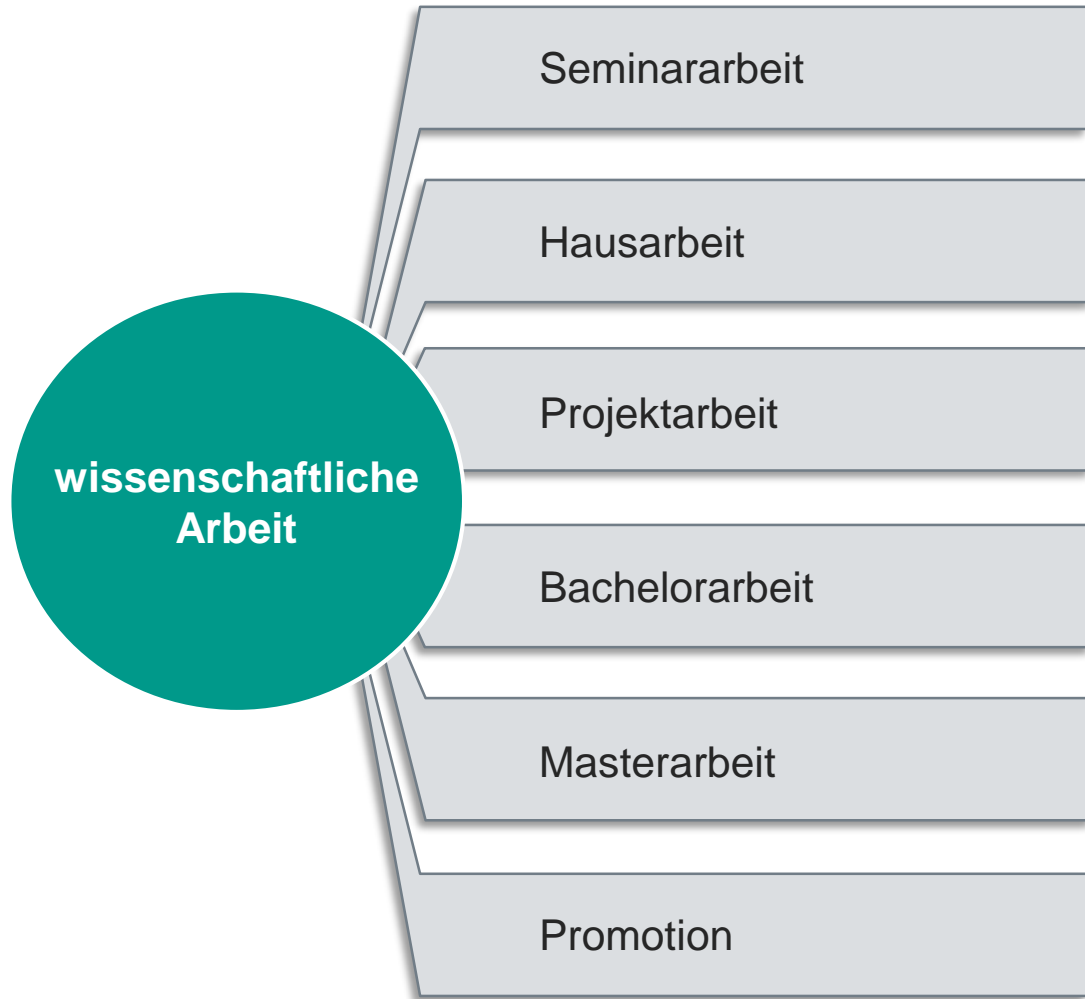 Seminararbeit
Hausarbeit
Projektarbeit
wissenschaftliche
Arbeit
Bachelorarbeit
Masterarbeit
Promotion